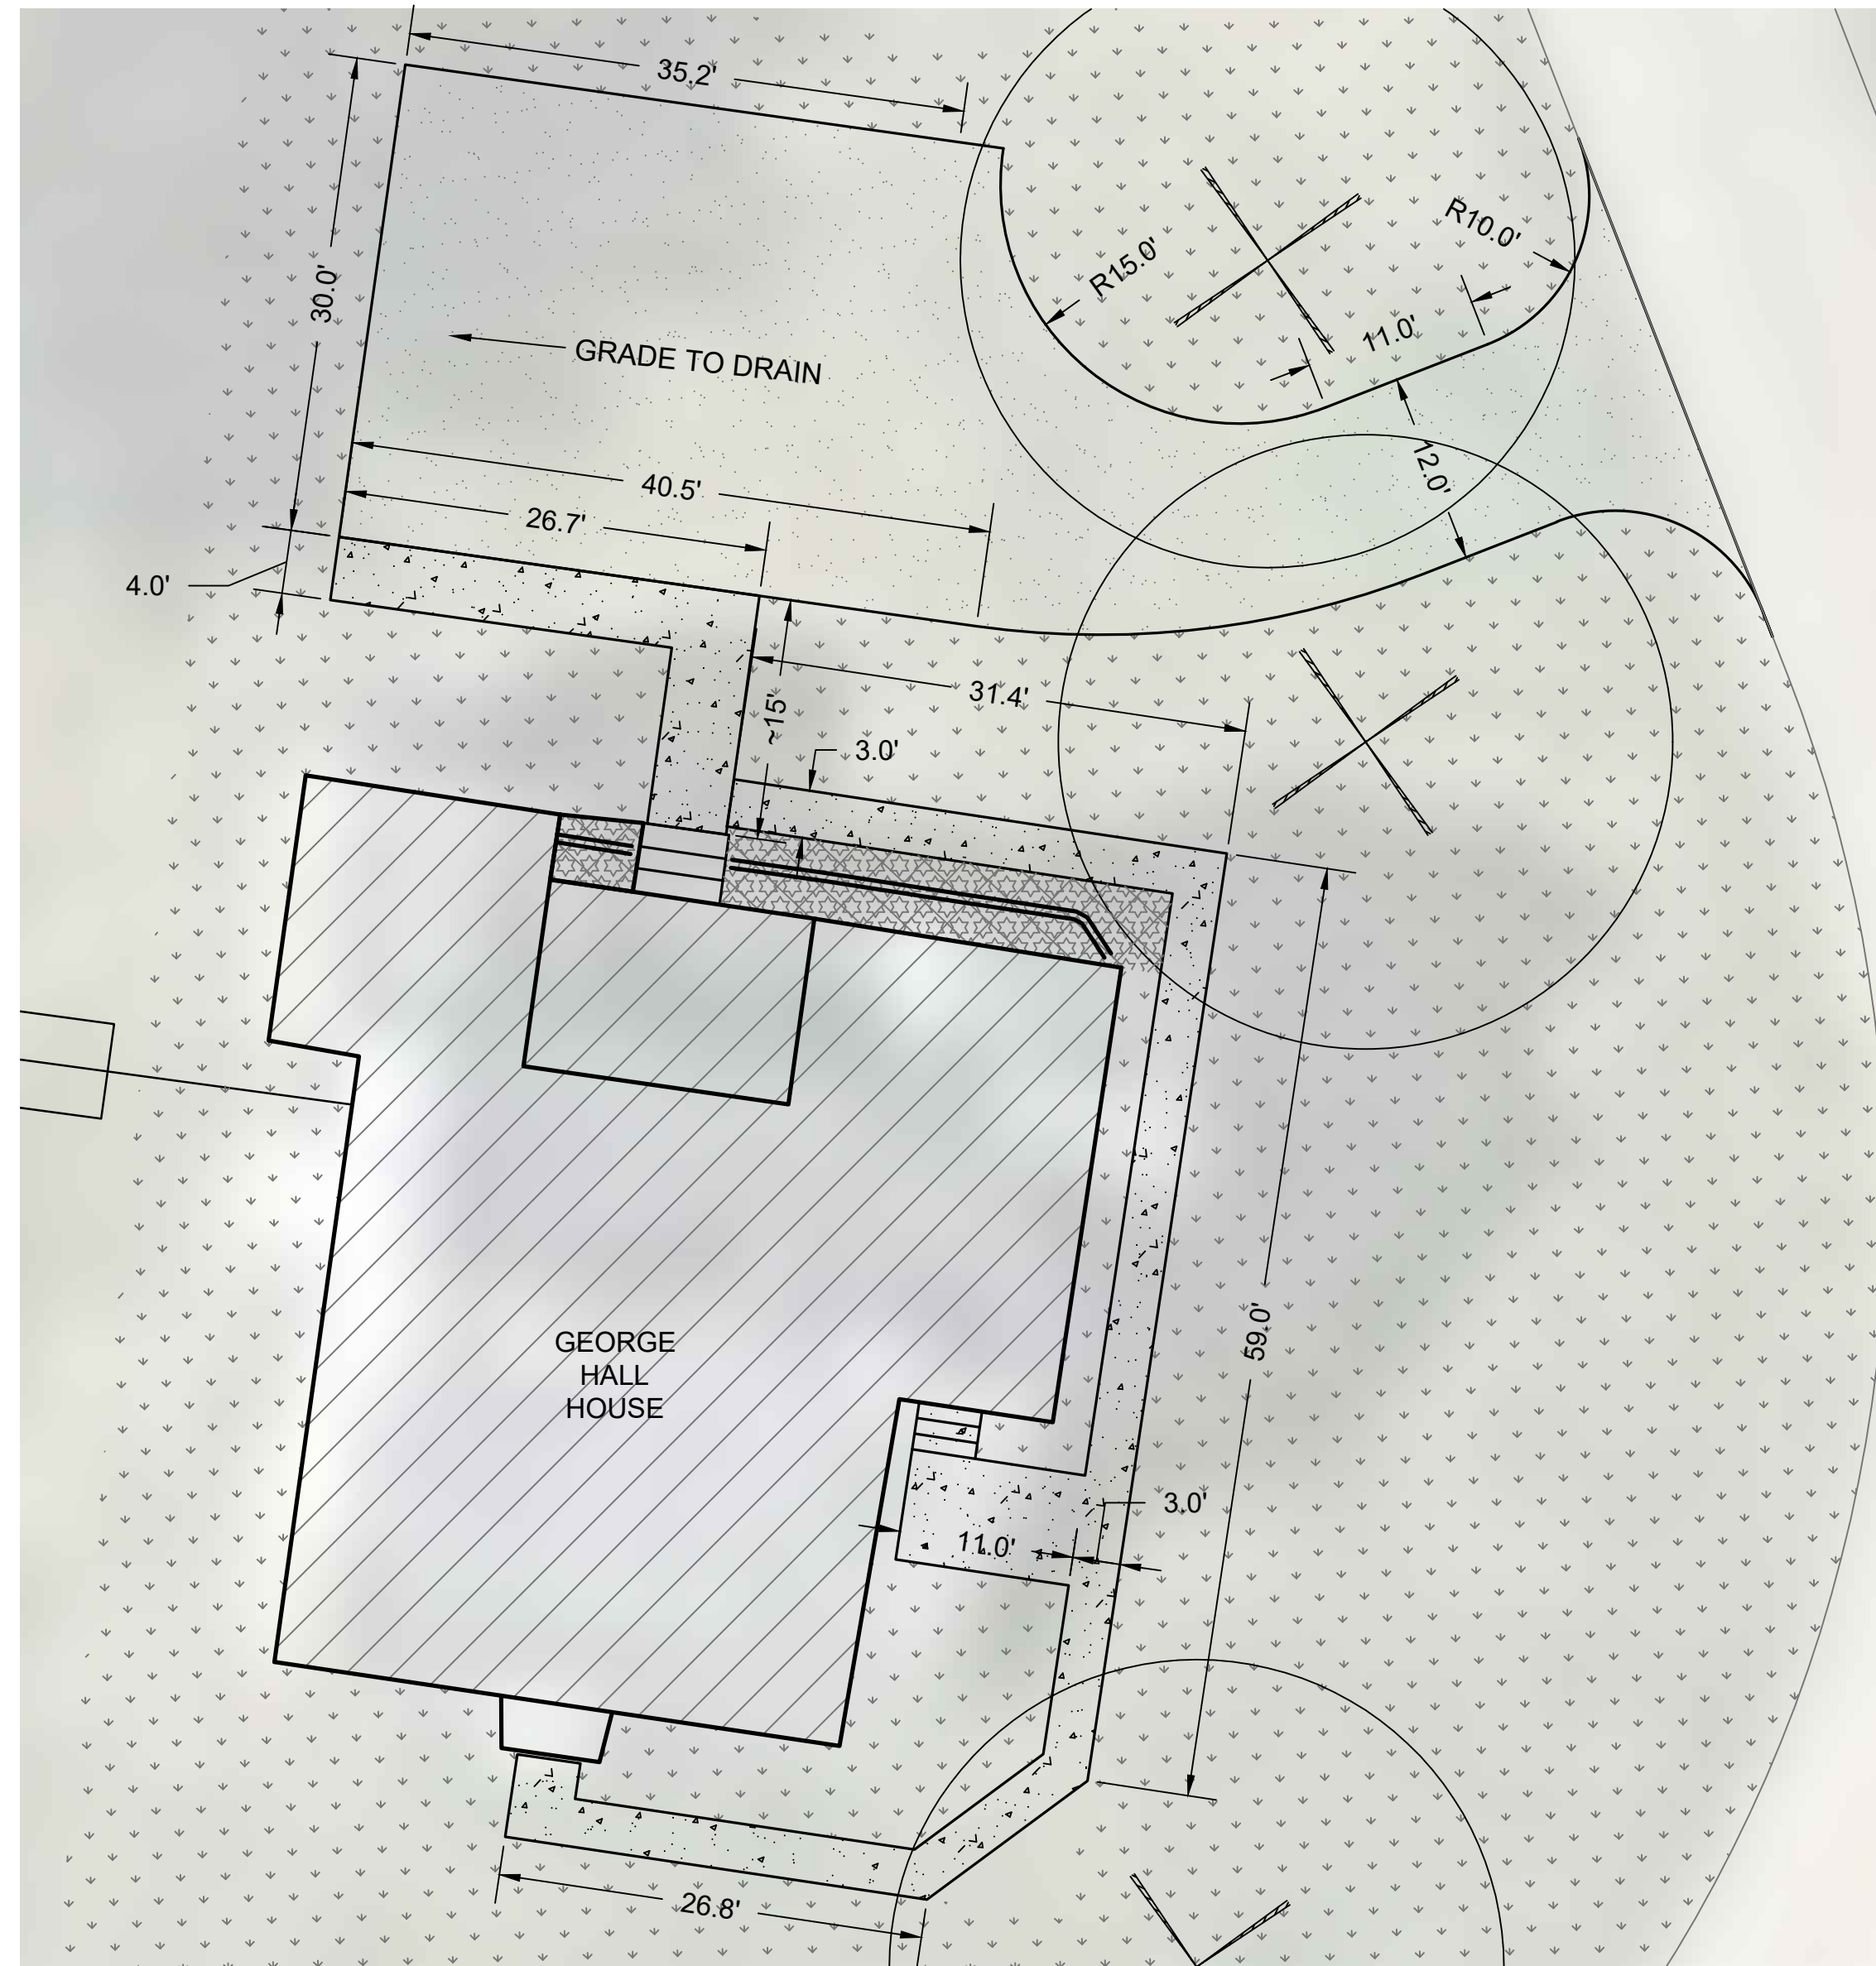 35.2'
30.0'
R15.0'
R10.0'
11.0'
GRADE TO DRAIN
12.0'
40.5'
26.7'
4.0'
31.4'
~15'
3.0'
59.0'
GEORGE
HALL
HOUSE
3.0'
11.0'
26.8'